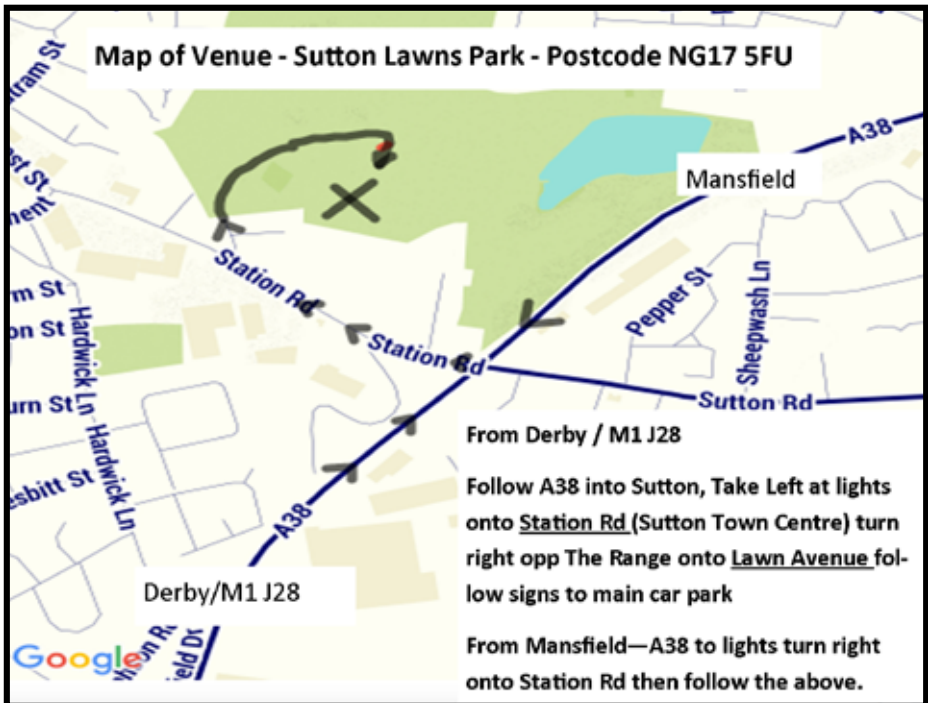 Map of Venue - Sutton Lawns Park - Postcode NG17 5FU
A38
Mansfield
Station Rd
Pepper St
Sheepwash Ln
Hardwick Ln
Station Rd
Sutton Rd
Hardwick Ln
A38
Derby/M1 J28
From Derby / M1 J28
Follow A38 into Sutton, Take Left at lights
onto Station Rd (Sutton Town Centre) turn
right opp The Range onto Lawn Avenue fol-
low signs to main car park
From Mansfield—A38 to lights turn right
onto Station Rd then follow the above.
Google